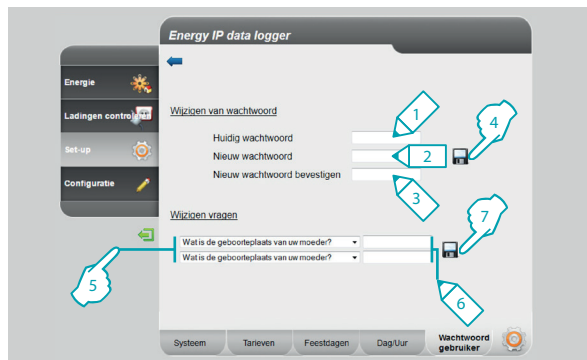 Energy IP data logger
Energie
Ladingen controleren
Set-up
Configuratie
Wijzigen van wachtwoord
Huidig wachtwoord
Nieuw wachtwoord
Nieuw wachtwoord bevestigen
1
2
3
4
Wijzigen vragen
Wat is de geboorteplaats van uw moeder?
Wat is de geboorteplaats van uw moeder?
5
6
7
Systeem
Tarieven
Feestdagen
Dag/Uur
Wachtwoord
gebruiker